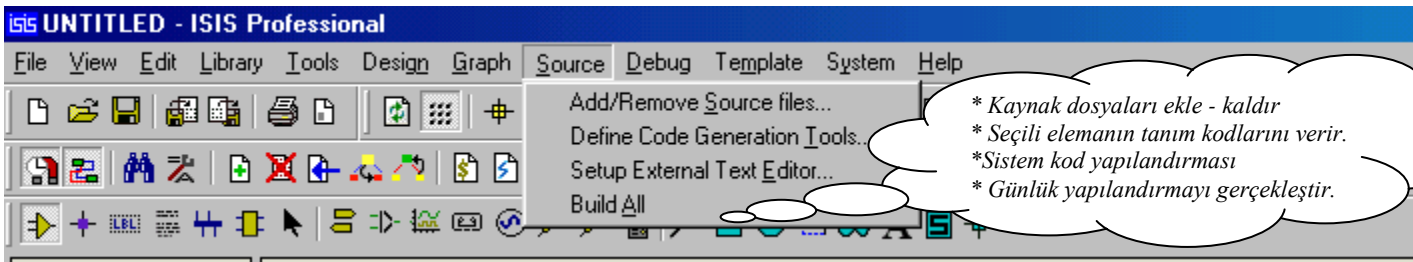 isis UNTITLED - ISIS Professional
File View Edit Library Tools Design Graph Source Debug Template System Help
Add/Remove Source files...
Define Code Generation Tools...
Setup External Text Editor...
Build All
* Kaynak dosyaları ekle - kaldır
* Seçili elemanın tanım kodlarını verir.
*Sistem kod yapılandırması
* Günlük yapılandırmayı gerçekleştir.
LBL
A
S